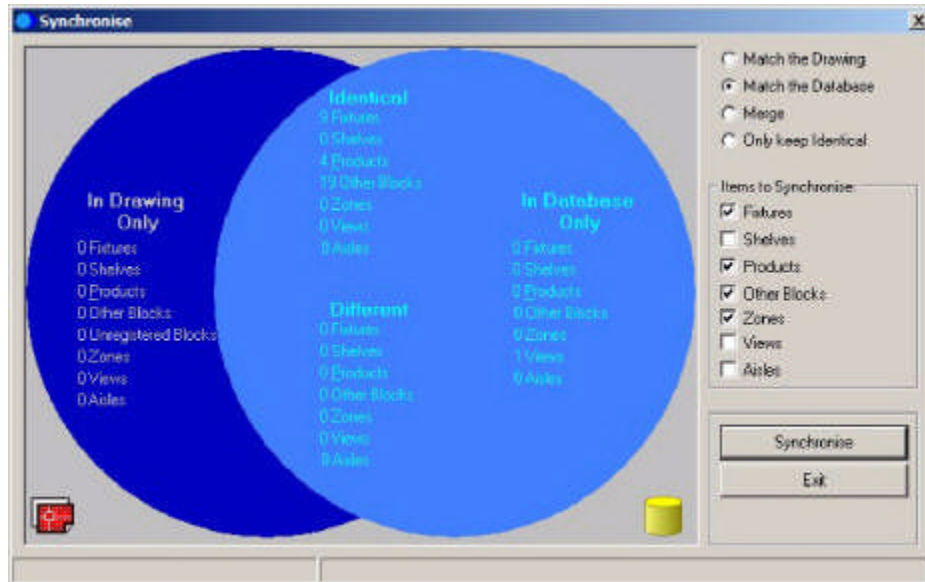 Synchronise
In Drawing
Only
0 Fixtures
0 Shelves
0 Products
0 Other Blocks
0 Unregistered Blocks
0 Zones
0 Views
0 Aisles
Identical
9 Fixtures
0 Shelves
4 Products
19 Other Blocks
0 Zones
0 Views
0 Aisles
Different
0 Fixtures
0 Shelves
0 Products
0 Other Blocks
0 Zones
0 Views
0 Aisles
In Database
Only
0 Fixtures
0 Shelves
0 Products
0 Other Blocks
0 Zones
1 Views
0 Aisles
Match the Drawing
Match the Database
Merge
Only keep Identical
Items to Synchronise:
Fixtures
Shelves
Products
Other Blocks
Zones
Views
Aisles
Synchronise
Exit